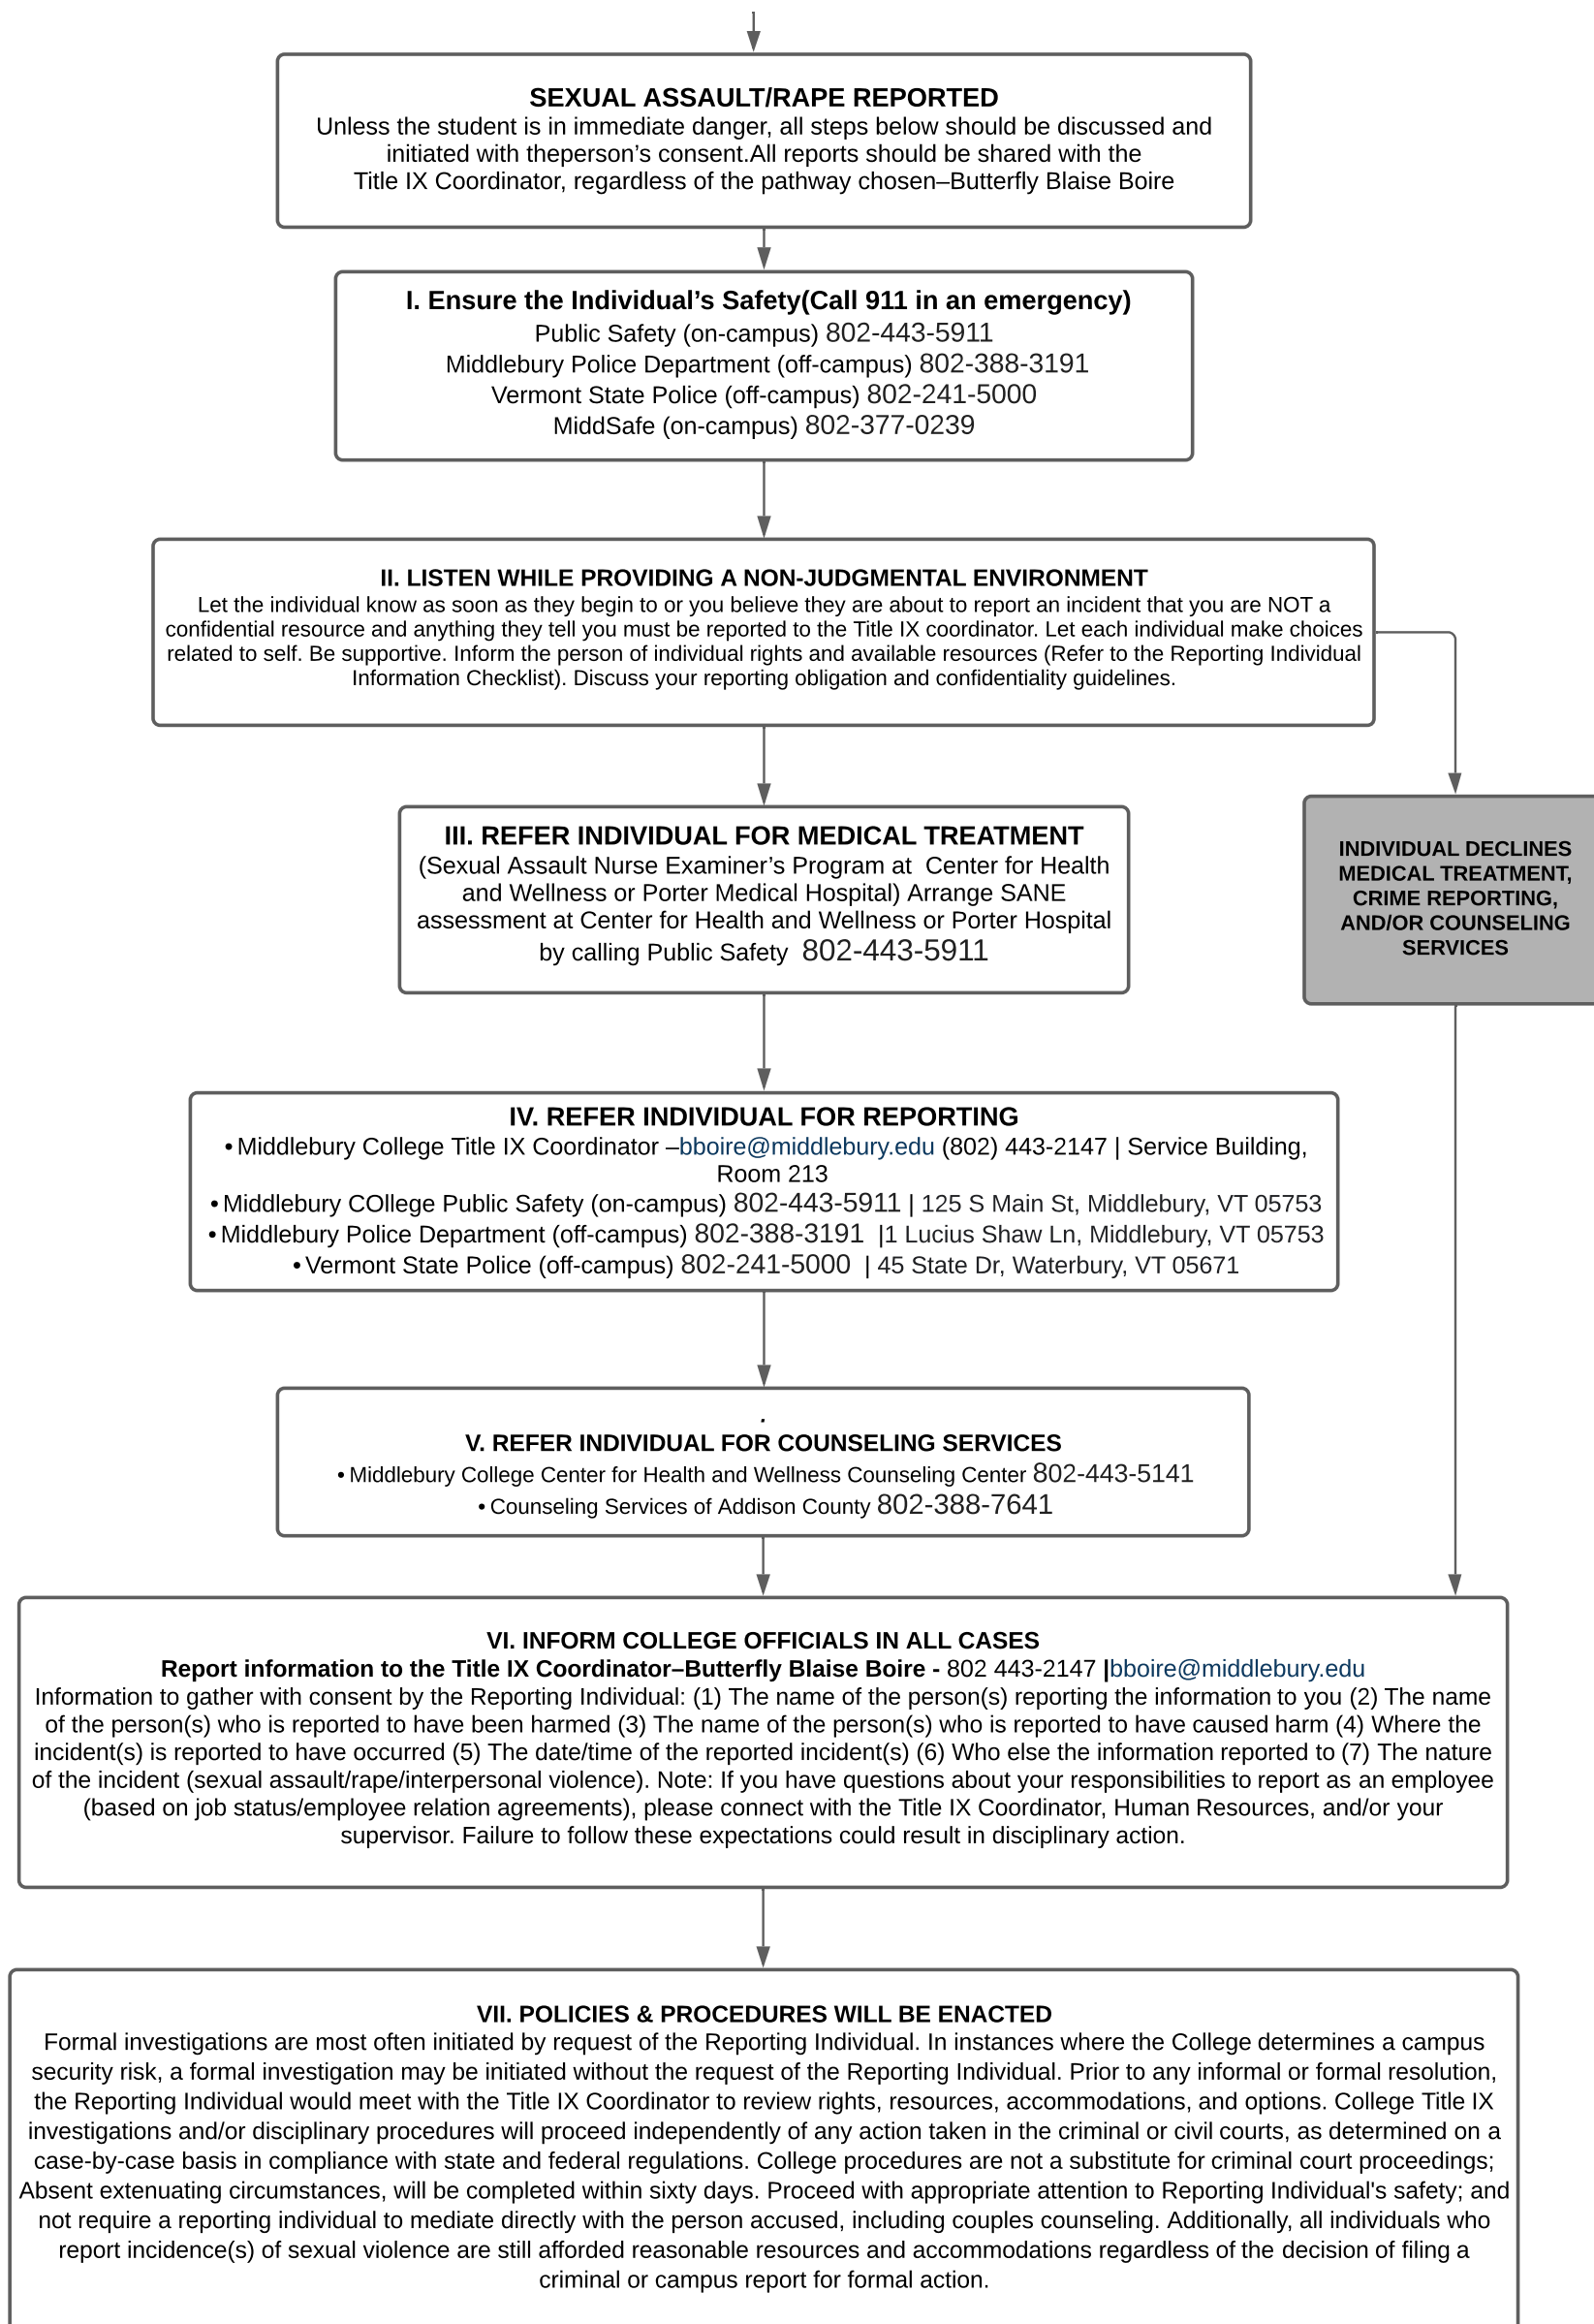 SEXUAL ASSAULT/RAPE REPORTED
Unless the student is in immediate danger, all steps below should be discussed and
initiated with theperson’s consent.All reports should be shared with the
Title IX Coordinator, regardless of the pathway chosen–Butterfly Blaise Boire
I. Ensure the Individual’s Safety(Call 911 in an emergency)
Public Safety (on-campus) 802-443-5911
Middlebury Police Department (off-campus) 802-388-3191
Vermont State Police (off-campus) 802-241-5000
MiddSafe (on-campus) 802-377-0239
II. LISTEN WHILE PROVIDING A NON-JUDGMENTAL ENVIRONMENT
Let the individual know as soon as they begin to or you believe they are about to report an incident that you are NOT a
confidential resource and anything they tell you must be reported to the Title IX coordinator. Let each individual make choices
related to self. Be supportive. Inform the person of individual rights and available resources (Refer to the Reporting Individual
Information Checklist). Discuss your reporting obligation and confidentiality guidelines.
III. REFER INDIVIDUAL FOR MEDICAL TREATMENT
(Sexual Assault Nurse Examiner’s Program at Center for Health
and Wellness or Porter Medical Hospital) Arrange SANE
assessment at Center for Health and Wellness or Porter Hospital
by calling Public Safety 802-443-5911
INDIVIDUAL DECLINES
MEDICAL TREATMENT,
CRIME REPORTING,
AND/OR COUNSELING
SERVICES
IV. REFER INDIVIDUAL FOR REPORTING
• Middlebury College Title IX Coordinator –bboire@middlebury.edu (802) 443-2147 | Service Building,
Room 213
• Middlebury COllege Public Safety (on-campus) 802-443-5911 | 125 S Main St, Middlebury, VT 05753
• Middlebury Police Department (off-campus) 802-388-3191 |1 Lucius Shaw Ln, Middlebury, VT 05753
• Vermont State Police (off-campus) 802-241-5000 | 45 State Dr, Waterbury, VT 05671
.
V. REFER INDIVIDUAL FOR COUNSELING SERVICES
• Middlebury College Center for Health and Wellness Counseling Center 802-443-5141
• Counseling Services of Addison County 802-388-7641
VI. INFORM COLLEGE OFFICIALS IN ALL CASES
Report information to the Title IX Coordinator–Butterfly Blaise Boire - 802 443-2147 |bboire@middlebury.edu
Information to gather with consent by the Reporting Individual: (1) The name of the person(s) reporting the information to you (2) The name
of the person(s) who is reported to have been harmed (3) The name of the person(s) who is reported to have caused harm (4) Where the
incident(s) is reported to have occurred (5) The date/time of the reported incident(s) (6) Who else the information reported to (7) The nature
of the incident (sexual assault/rape/interpersonal violence). Note: If you have questions about your responsibilities to report as an employee
(based on job status/employee relation agreements), please connect with the Title IX Coordinator, Human Resources, and/or your
supervisor. Failure to follow these expectations could result in disciplinary action.
VII. POLICIES & PROCEDURES WILL BE ENACTED
Formal investigations are most often initiated by request of the Reporting Individual. In instances where the College determines a campus
security risk, a formal investigation may be initiated without the request of the Reporting Individual. Prior to any informal or formal resolution,
the Reporting Individual would meet with the Title IX Coordinator to review rights, resources, accommodations, and options. College Title IX
investigations and/or disciplinary procedures will proceed independently of any action taken in the criminal or civil courts, as determined on a
case-by-case basis in compliance with state and federal regulations. College procedures are not a substitute for criminal court proceedings;
Absent extenuating circumstances, will be completed within sixty days. Proceed with appropriate attention to Reporting Individual's safety; and
not require a reporting individual to mediate directly with the person accused, including couples counseling. Additionally, all individuals who
report incidence(s) of sexual violence are still afforded reasonable resources and accommodations regardless of the decision of filing a
criminal or campus report for formal action.